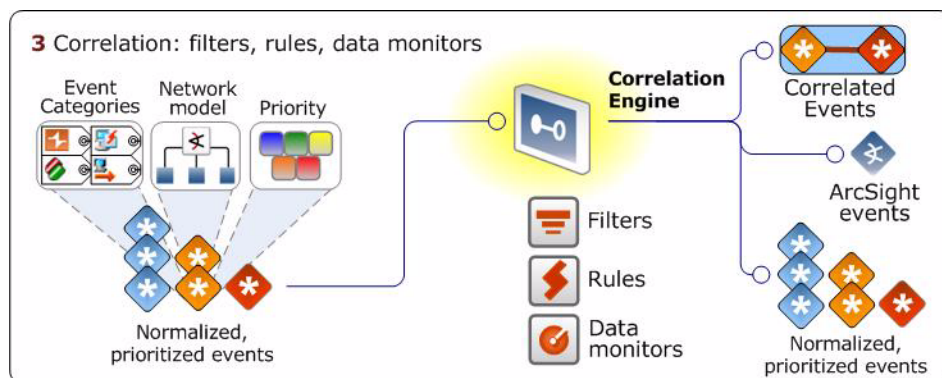 3 Correlation: filters, rules, data monitors
Event
Categories
Network
model
Priority
Normalized,
prioritized events
Correlation
Engine
Filters
Rules
Data
monitors
Correlated
Events
ArcSight
events
Normalized,
prioritized events